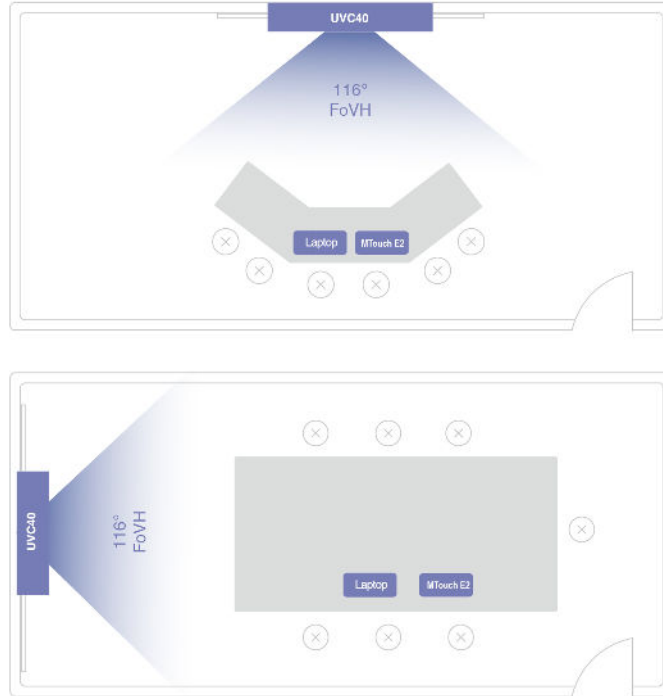 UVC40
116°
FoVH
Laptop
MTouch E2
UVC40
116°
FoVH
Laptop
MTouch E2